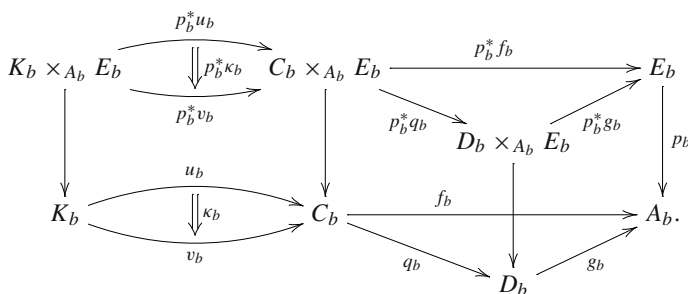 p_b^* u_b
p_b^* f_b
K_b ×_{A_b} E_b
p_b^* κ_b
C_b ×_{A_b} E_b
E_b
p_b^* v_b
p_b^* q_b
p_b^* g_b
D_b ×_{A_b} E_b
p_b
u_b
f_b
K_b
κ_b
C_b
A_b.
v_b
q_b
g_b
D_b